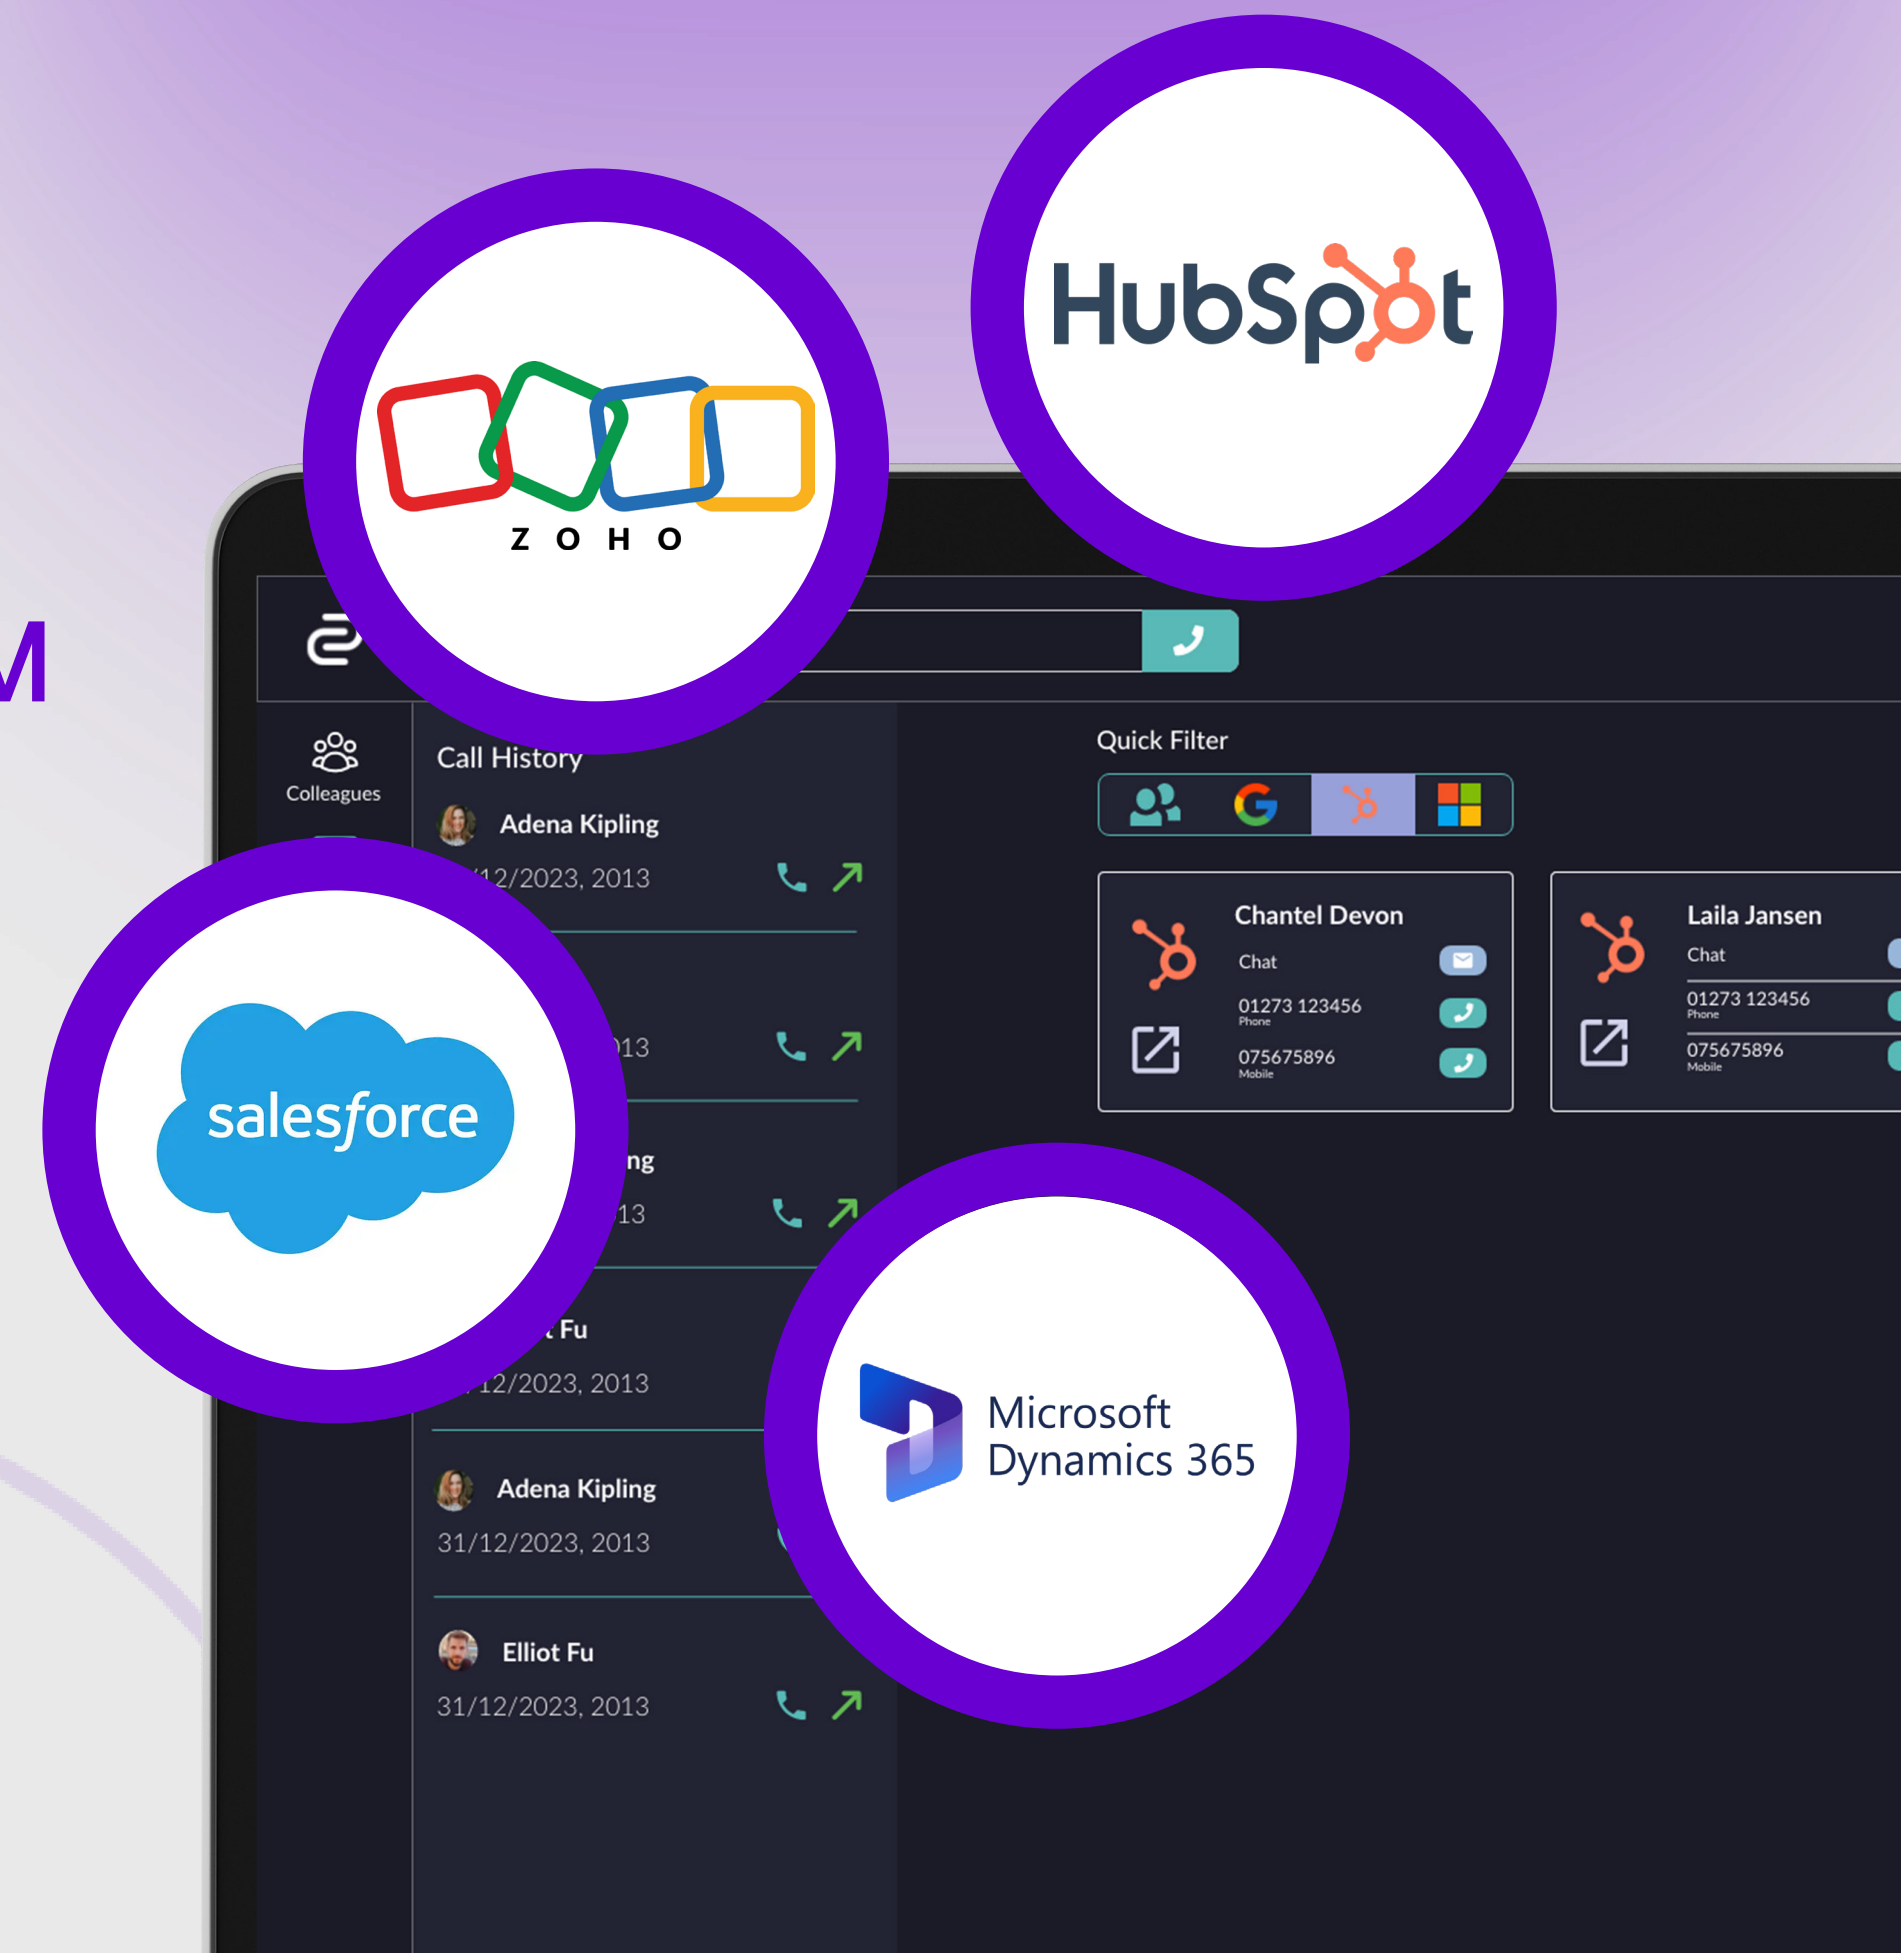 HubSpot
ZOHO
M
Colleagues
Call History
Adena Kipling
12/2023, 2013
13
ng
13
Fu
12/2023, 2013
Adena Kipling
31/12/2023, 2013
Elliot Fu
31/12/2023, 2013
salesforce
Quick Filter
Chantel Devon
Chat
01273 123456
Phone
075675896
Mobile
Laila Jansen
Chat
01273 123456
Phone
075675896
Mobile
Microsoft
Dynamics 365